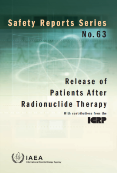 Safety Reports Series
No. 63
Release of
Patients After
Radionuclide Therapy
With contributions from the
ICRP
IAEA